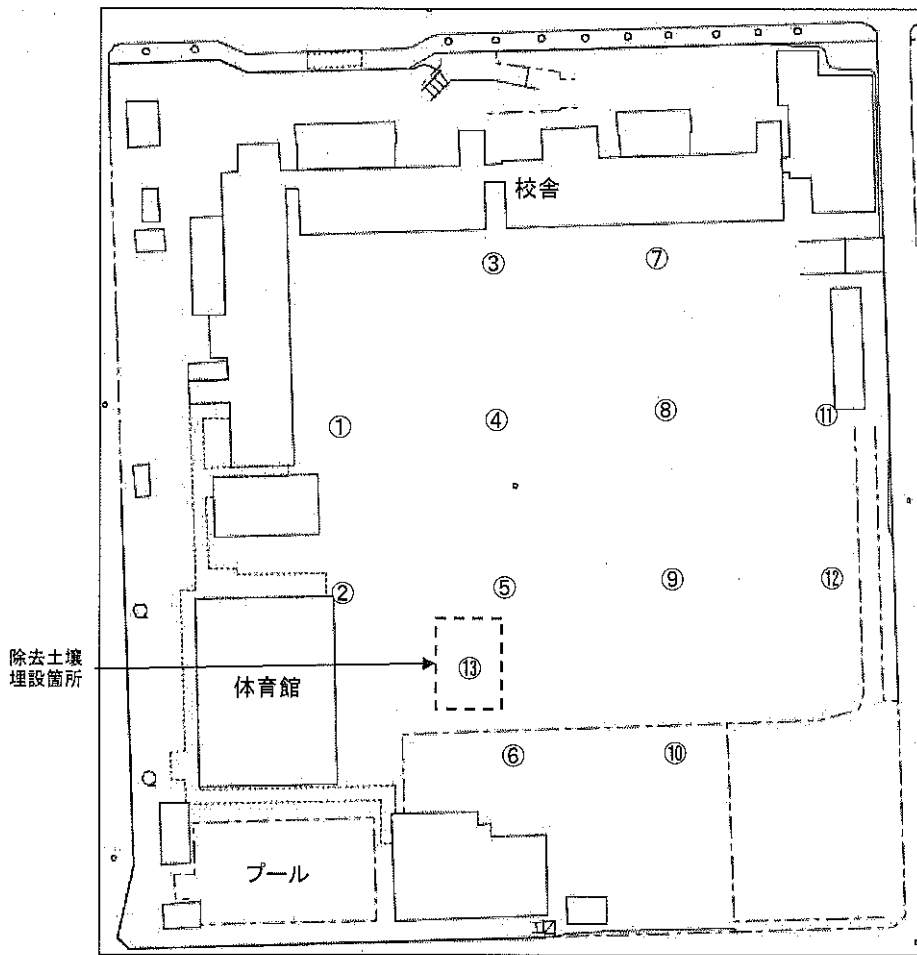 校舎
③
⑦
①
④
⑧
⑪
②
⑤
⑨
⑫
除去土壌
埋設箇所
⑬
体育館
⑥
⑩
プール